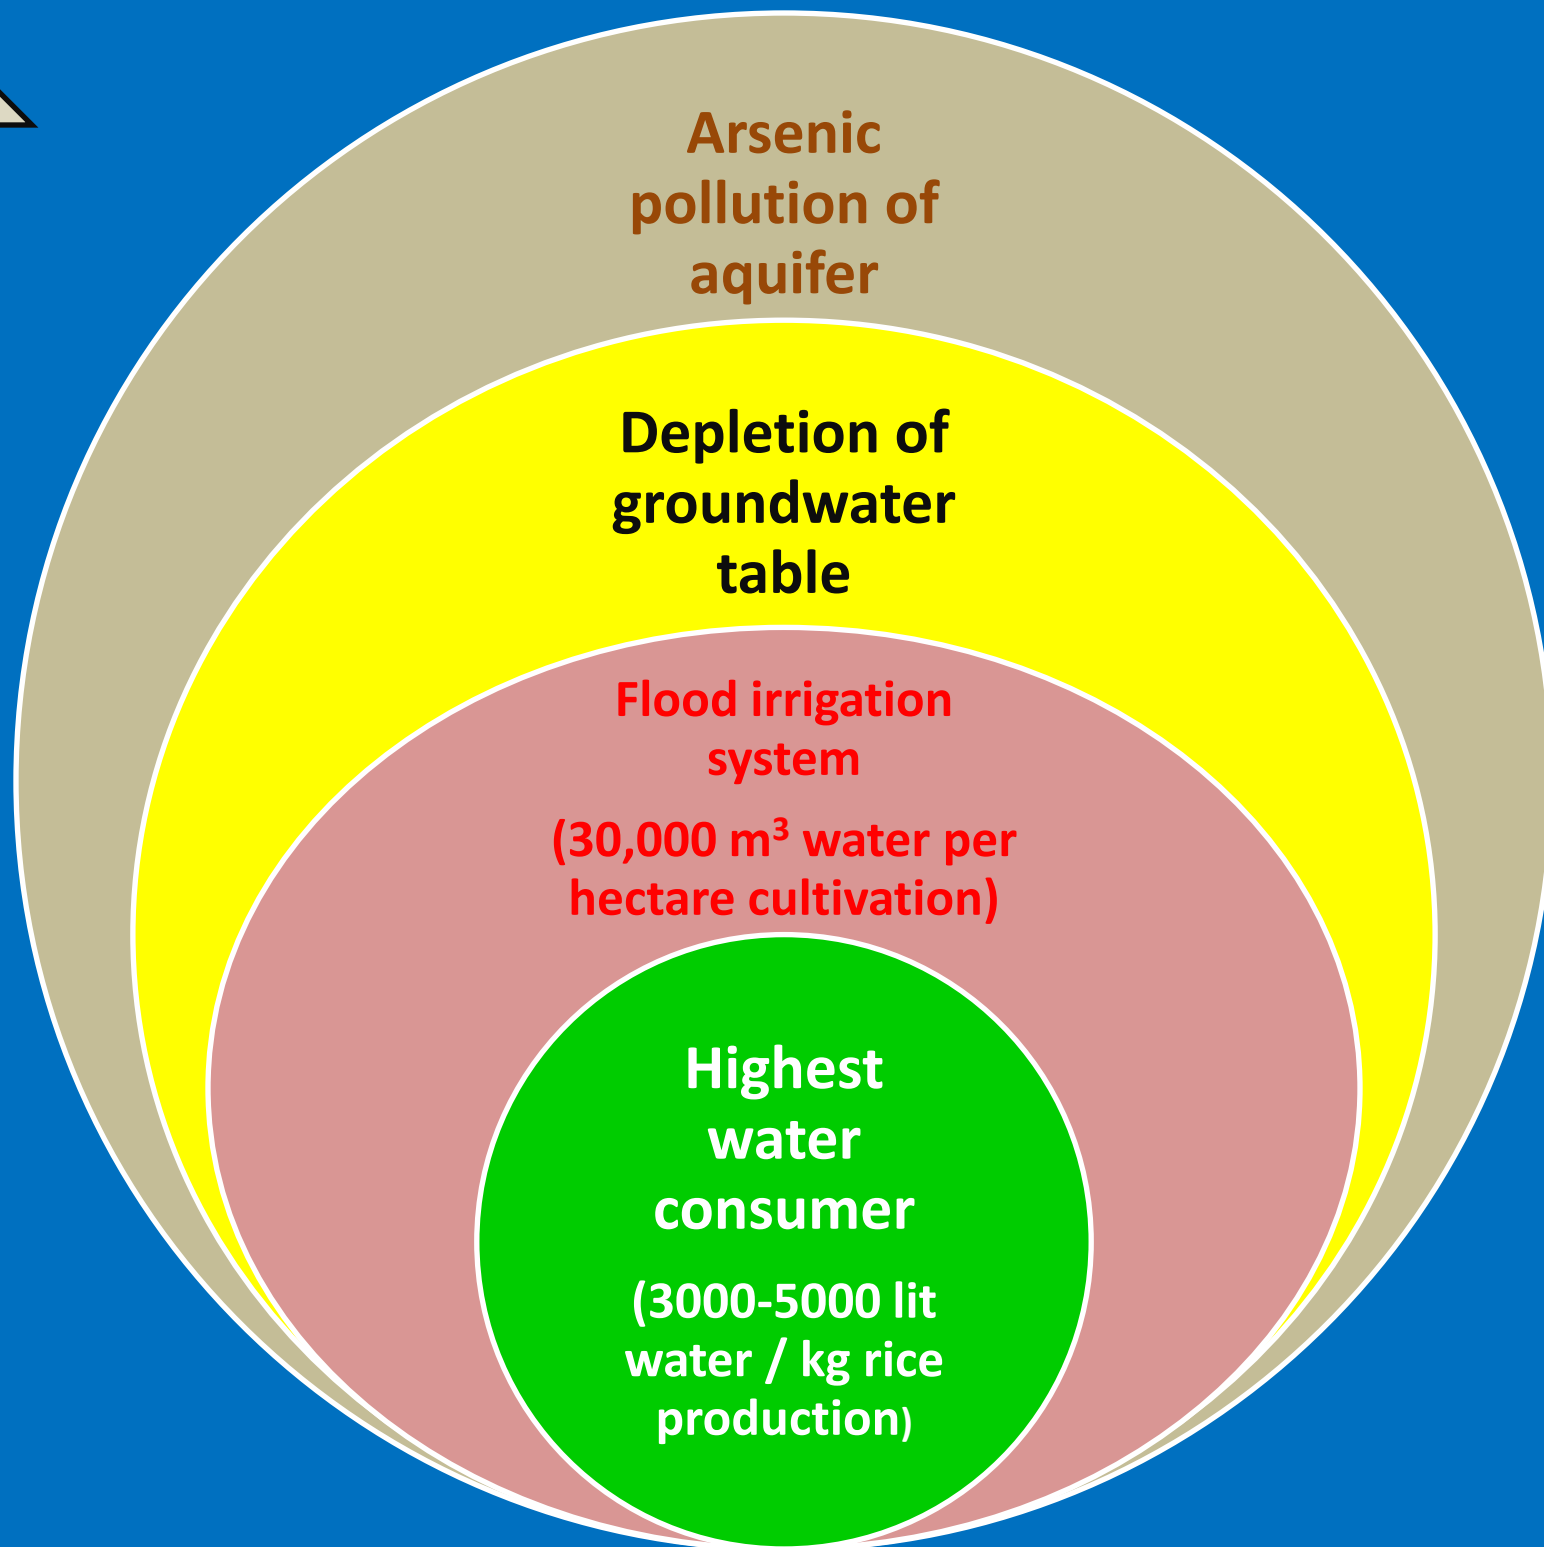 Arsenic
pollution of
aquifer
Depletion of
groundwater
table
Flood irrigation
system
(30,000 m³ water per
hectare cultivation)
Highest
water
consumer
(3000-5000 lit
water / kg rice
production)